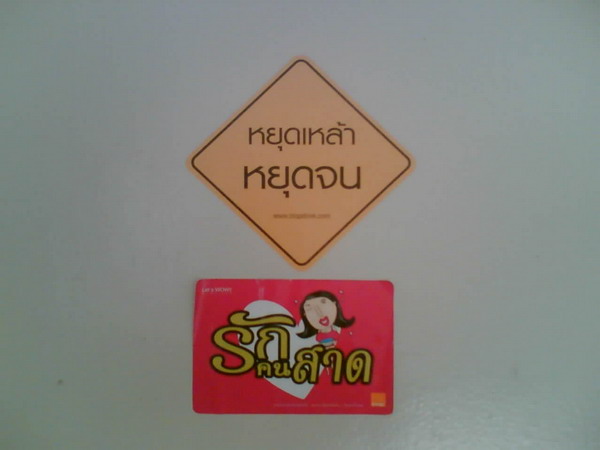 หยุดเหล้า
หยุดจน
รัก
คนสาด